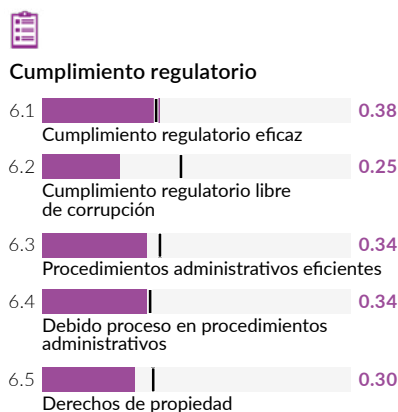 Cumplimiento regulatorio
6.1 0.38
Cumplimiento regulatorio eficaz
6.2 0.25
Cumplimiento regulatorio libre
de corrupción
6.3 0.34
Procedimientos administrativos eficientes
6.4 0.34
Debido proceso en procedimientos
administrativos
6.5 0.30
Derechos de propiedad